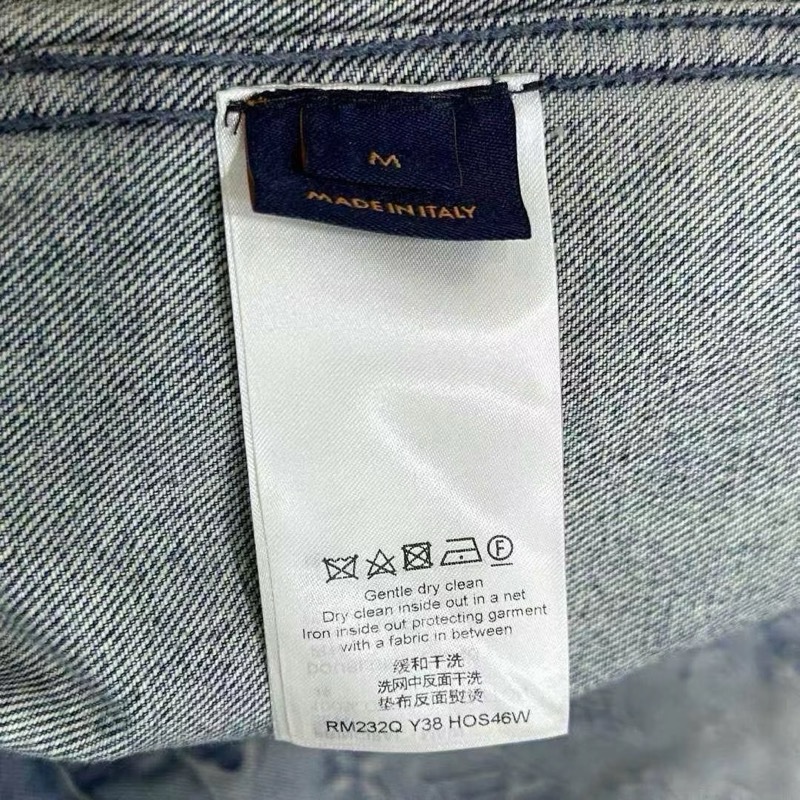 M
MADE IN ITALY
F
Gentle dry clean
Dry clean inside out in a net
Iron inside out protecting garment
with a fabric in between
缓和干洗
洗网中反面干洗
垫布反面熨烫
RM232Q Y38 HOS46W